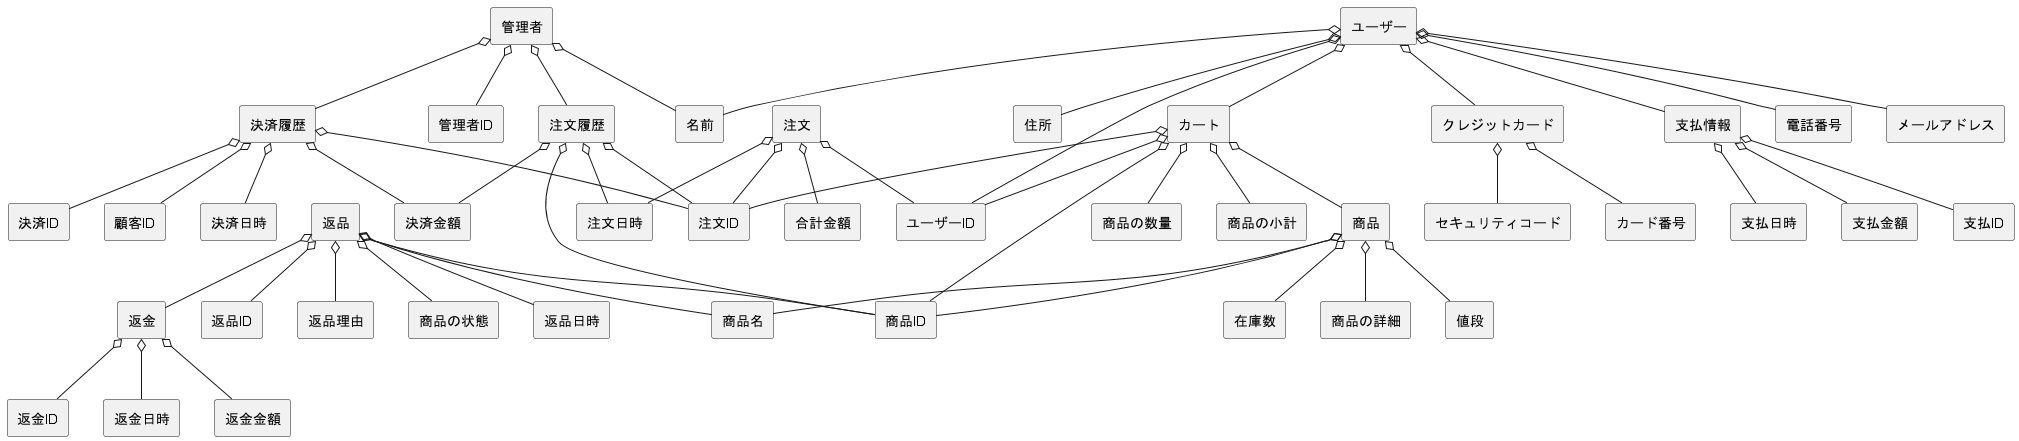 管理者
ユーザー
決済履歴
管理者ID
注文履歴
名前
注文
住所
カート
クレジットカード
支払情報
電話番号
メールアドレス
決済ID
顧客ID
決済日時
返品
決済金額
注文日時
注文ID
合計金額
ユーザーID
商品の数量
商品の小計
商品
セキュリティコード
カード番号
支払日時
支払金額
支払ID
返金
返品ID
返品理由
商品の状態
返品日時
商品名
商品ID
在庫数
商品の詳細
値段
返金ID
返金日時
返金金額